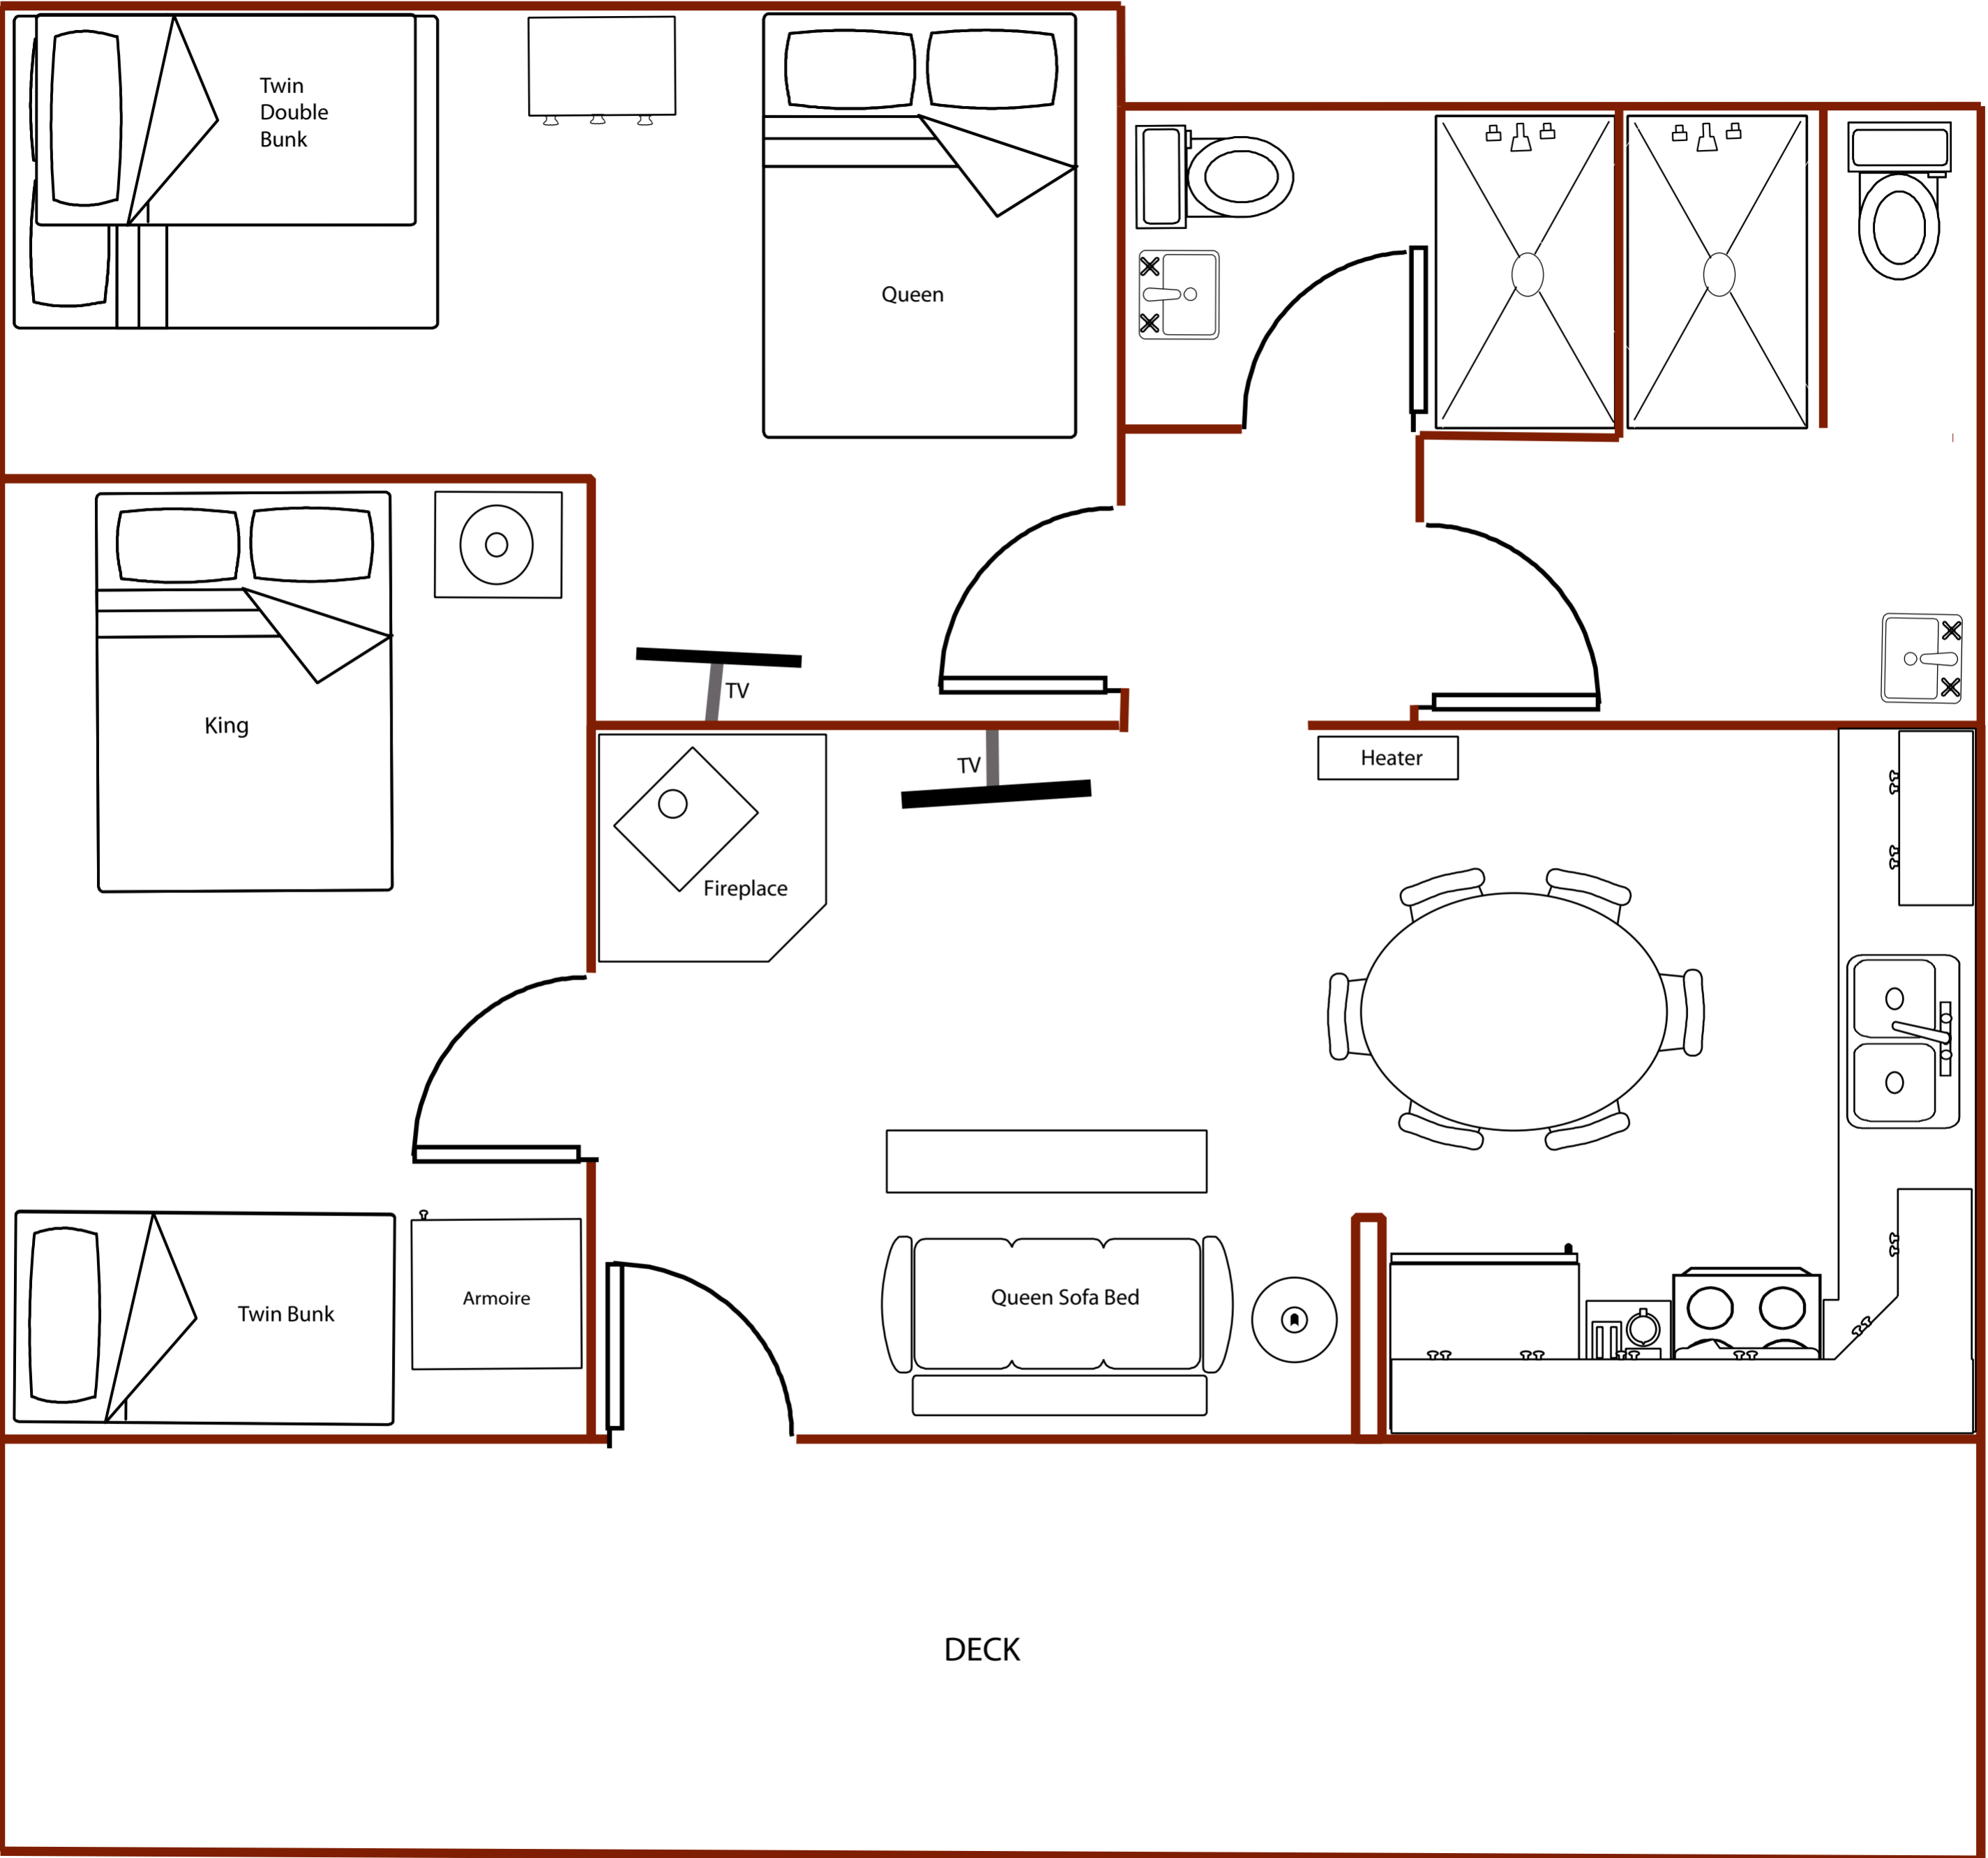 Twin
Double
Bunk
Queen
King
TV
TV
Heater
Fireplace
Twin Bunk
Armoire
Queen Sofa Bed
DECK